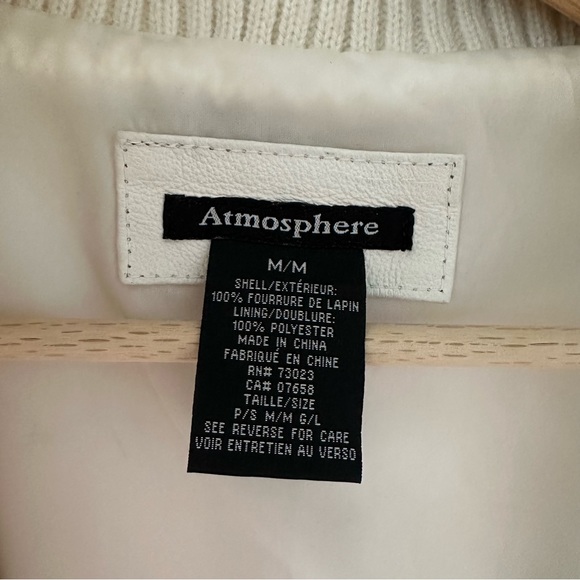 Atmosphere
M/M
SHELL/EXTÉRIEUR:
100% FOURRURE DE LAPIN
LINING/DOUBLURE:
100% POLYESTER
MADE IN CHINA
FABRIQUÉ EN CHINE
RN# 73023
CA# 07658
TAILLE/SIZE
P/S M/M G/L
SEE REVERSE FOR CARE
VOIR ENTRETIEN AU VERSO